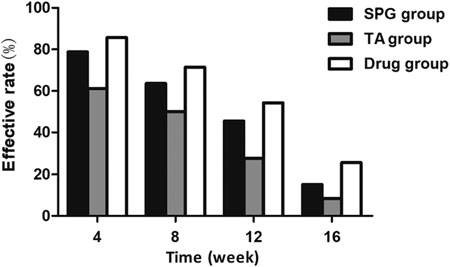 SPG group
TA group
Drug group
Effective rate(%)
100
80
60
40
20
0
4 8 12 16
Time (week)